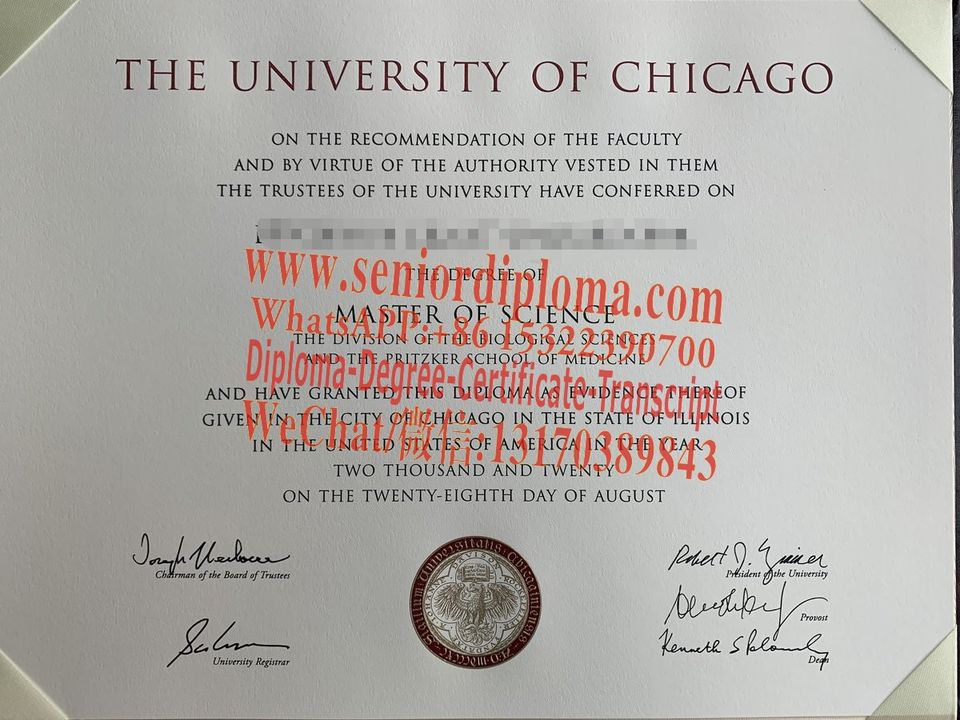 THE UNIVERSITY OF CHICAGO
ON THE RECOMMENDATION OF THE FACULTY
AND BY VIRTUE OF THE AUTHORITY VESTED IN THEM
THE TRUSTEES OF THE UNIVERSITY HAVE CONFERRED ON
www.seniordiploma.com
THE DEGREE OF
MASTER OF SCIENCE
WhatsAPP:+86 15322390700
THE DIVISION OF THE BIOLOGICAL SCIENCES
AND THE PRITZKER SCHOOL OF MEDICINE
Diploma-Degree-Certificate-Transcript
AND HAVE GRANTED THIS DIPLOMA AS EVIDENCE THEREOF
GIVEN IN THE CITY OF CHICAGO IN THE STATE OF ILLINOIS
WeChat/微信:13170389843
IN THE UNITED STATES OF AMERICA IN THE YEAR
TWO THOUSAND AND TWENTY
ON THE TWENTY-EIGHTH DAY OF AUGUST
Chairman of the Board of Trustees
Robert J. Zimmer
President of the University
Provost
University Registrar
Kenneth S Polonsky
Dean